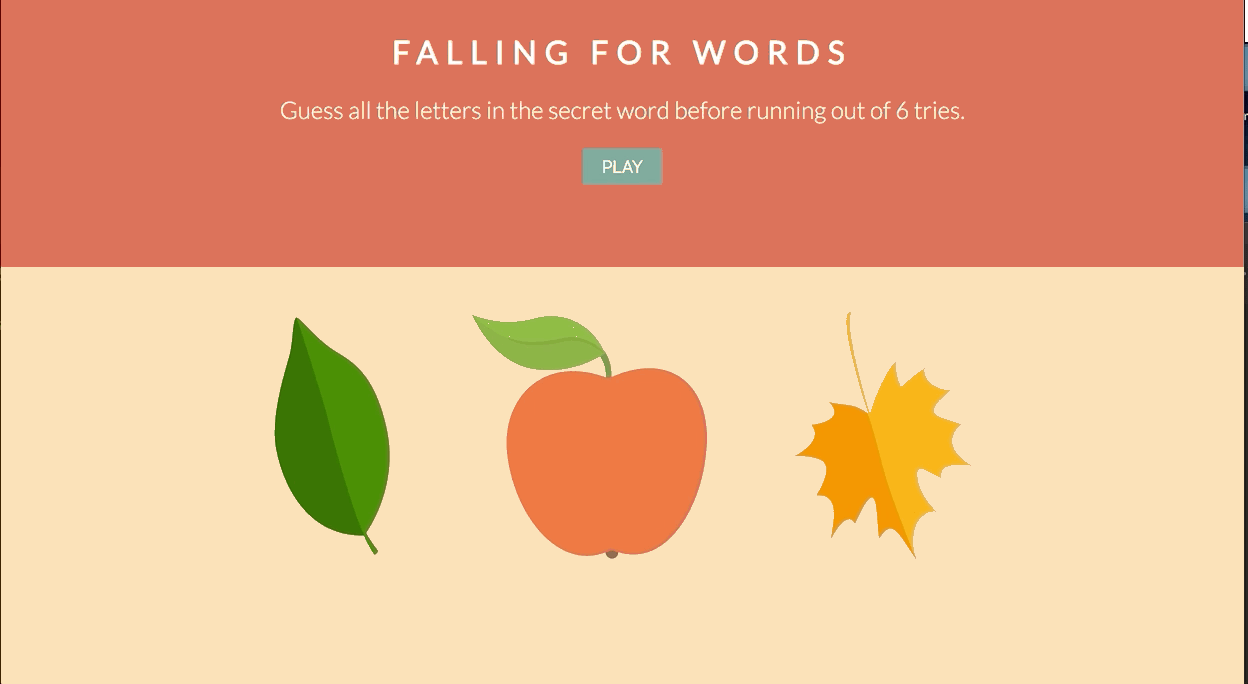 FALLING FOR WORDS
Guess all the letters in the secret word before running out of 6 tries.
PLAY